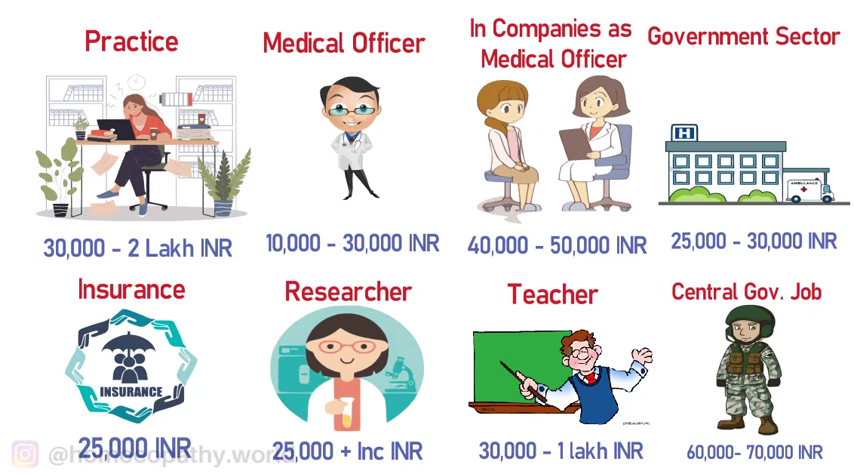 Practice
Medical Officer
In Companies as
Medical Officer
Government Sector
H
AMBULANCE
30,000 - 2 Lakh INR
10,000 - 30,000 INR
40,000 - 50,000 INR
25,000 - 30,000 INR
Insurance
Researcher
Teacher
Central Gov. Job
INSURANCE
25,000 INR
25,000 + Inc INR
30,000 - 1 lakh INR
60,000- 70,000 INR
@homoeopathy.world